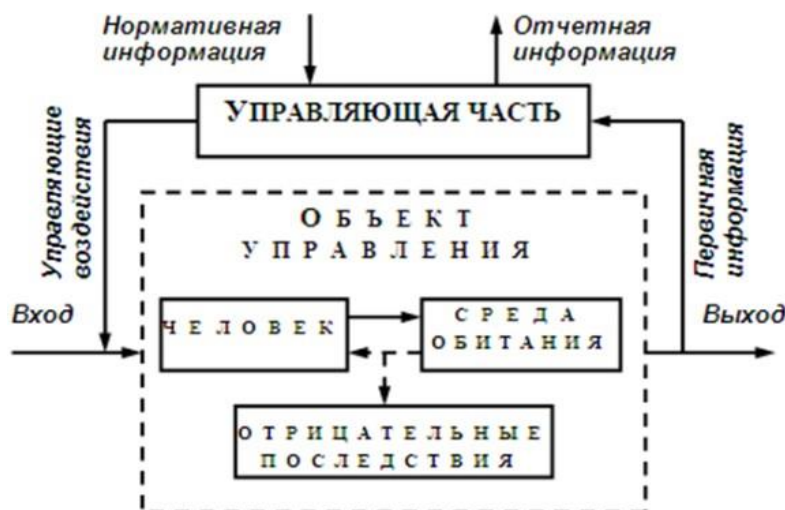 Нормативная
информация
Отчетная
информация
УПРАВЛЯЮЩАЯ ЧАСТЬ
Управляющие
воздействия
Первичная
информация
ОБЪЕКТ
УПРАВЛЕНИЯ
Вход
Выход
ЧЕЛОВЕК
СРЕДА
ОБИТАНИЯ
ОТРИЦАТЕЛЬНЫЕ
ПОСЛЕДСТВИЯ